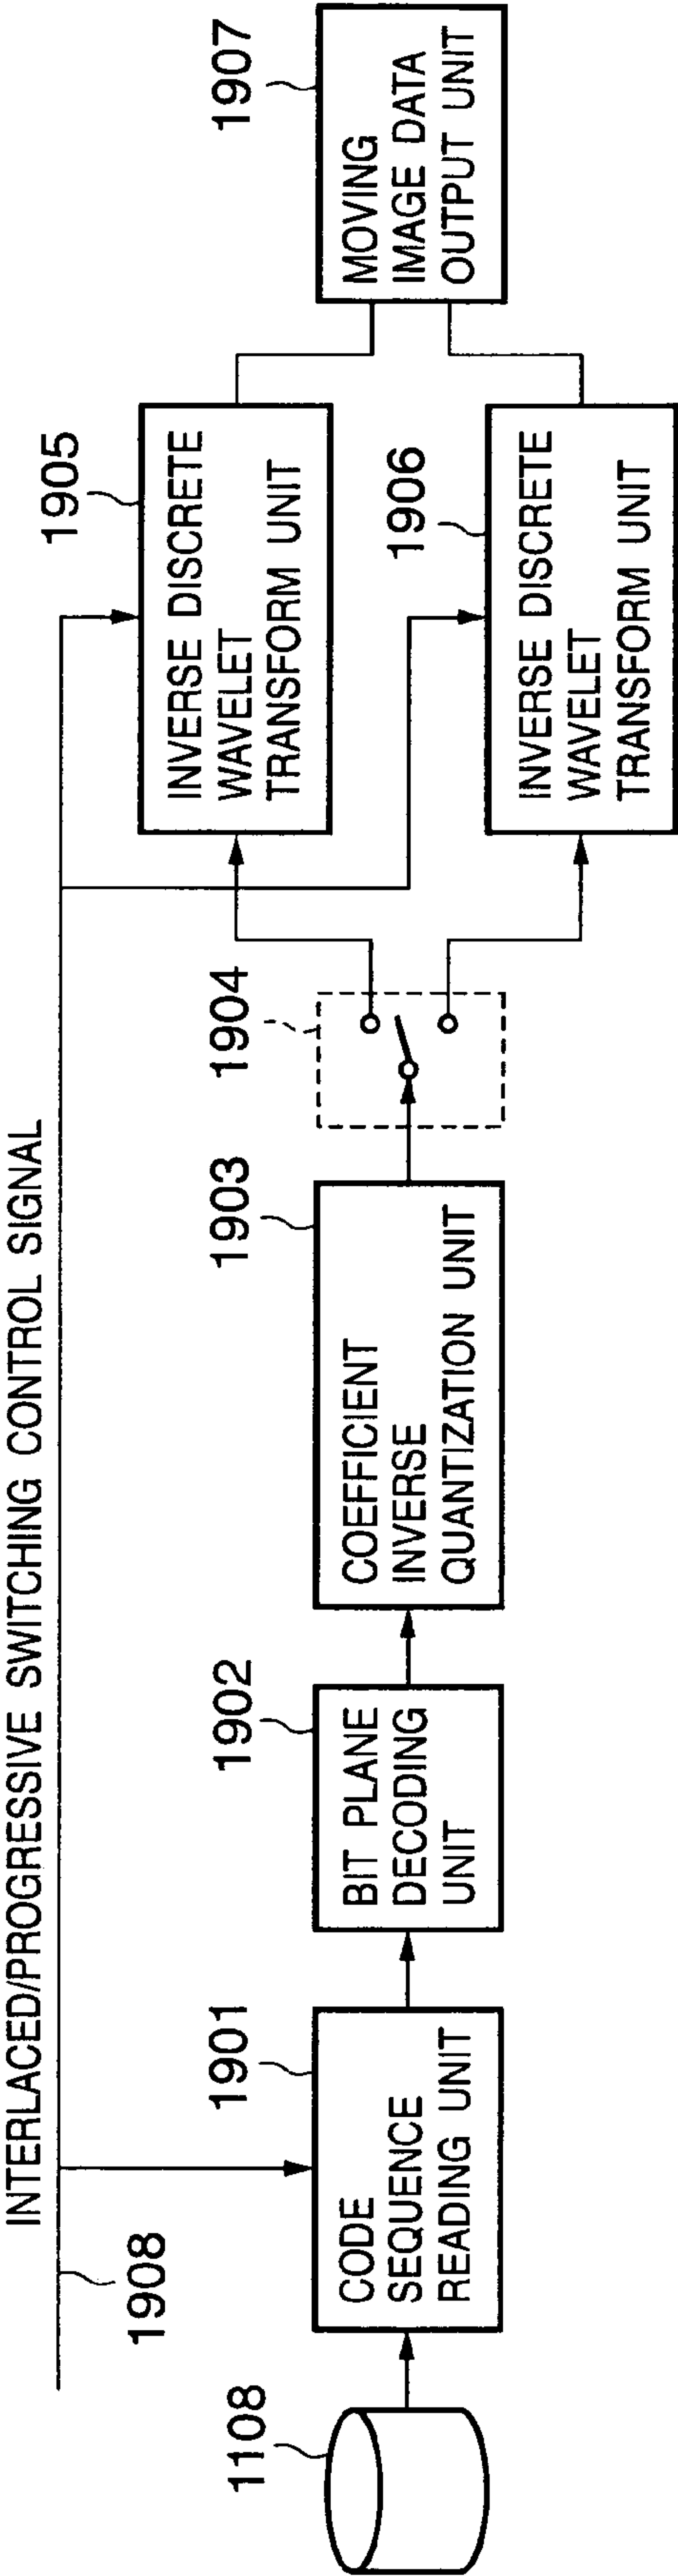 INTERLACED/PROGRESSIVE SWITCHING CONTROL SIGNAL
1908
1108
1901
CODE
SEQUENCE
READING UNIT
1902
BIT PLANE
DECODING
UNIT
1903
COEFFICIENT
INVERSE
QUANTIZATION UNIT
1904
1905
INVERSE DISCRETE
WAVELET
TRANSFORM UNIT
1906
INVERSE DISCRETE
WAVELET
TRANSFORM UNIT
1907
MOVING
IMAGE DATA
OUTPUT UNIT